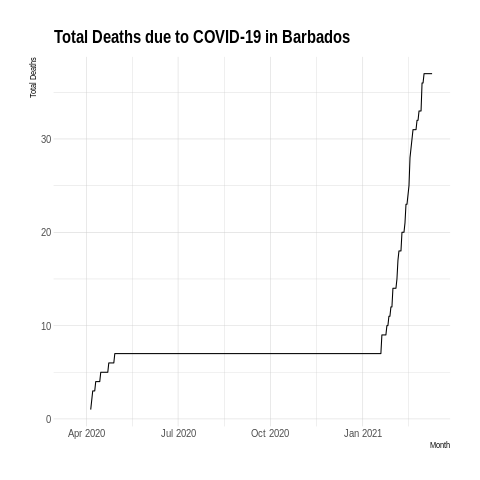 Total Deaths due to COVID-19 in Barbados
Total Deaths
30
20
10
0
Apr 2020
Jul 2020
Oct 2020
Jan 2021
Month